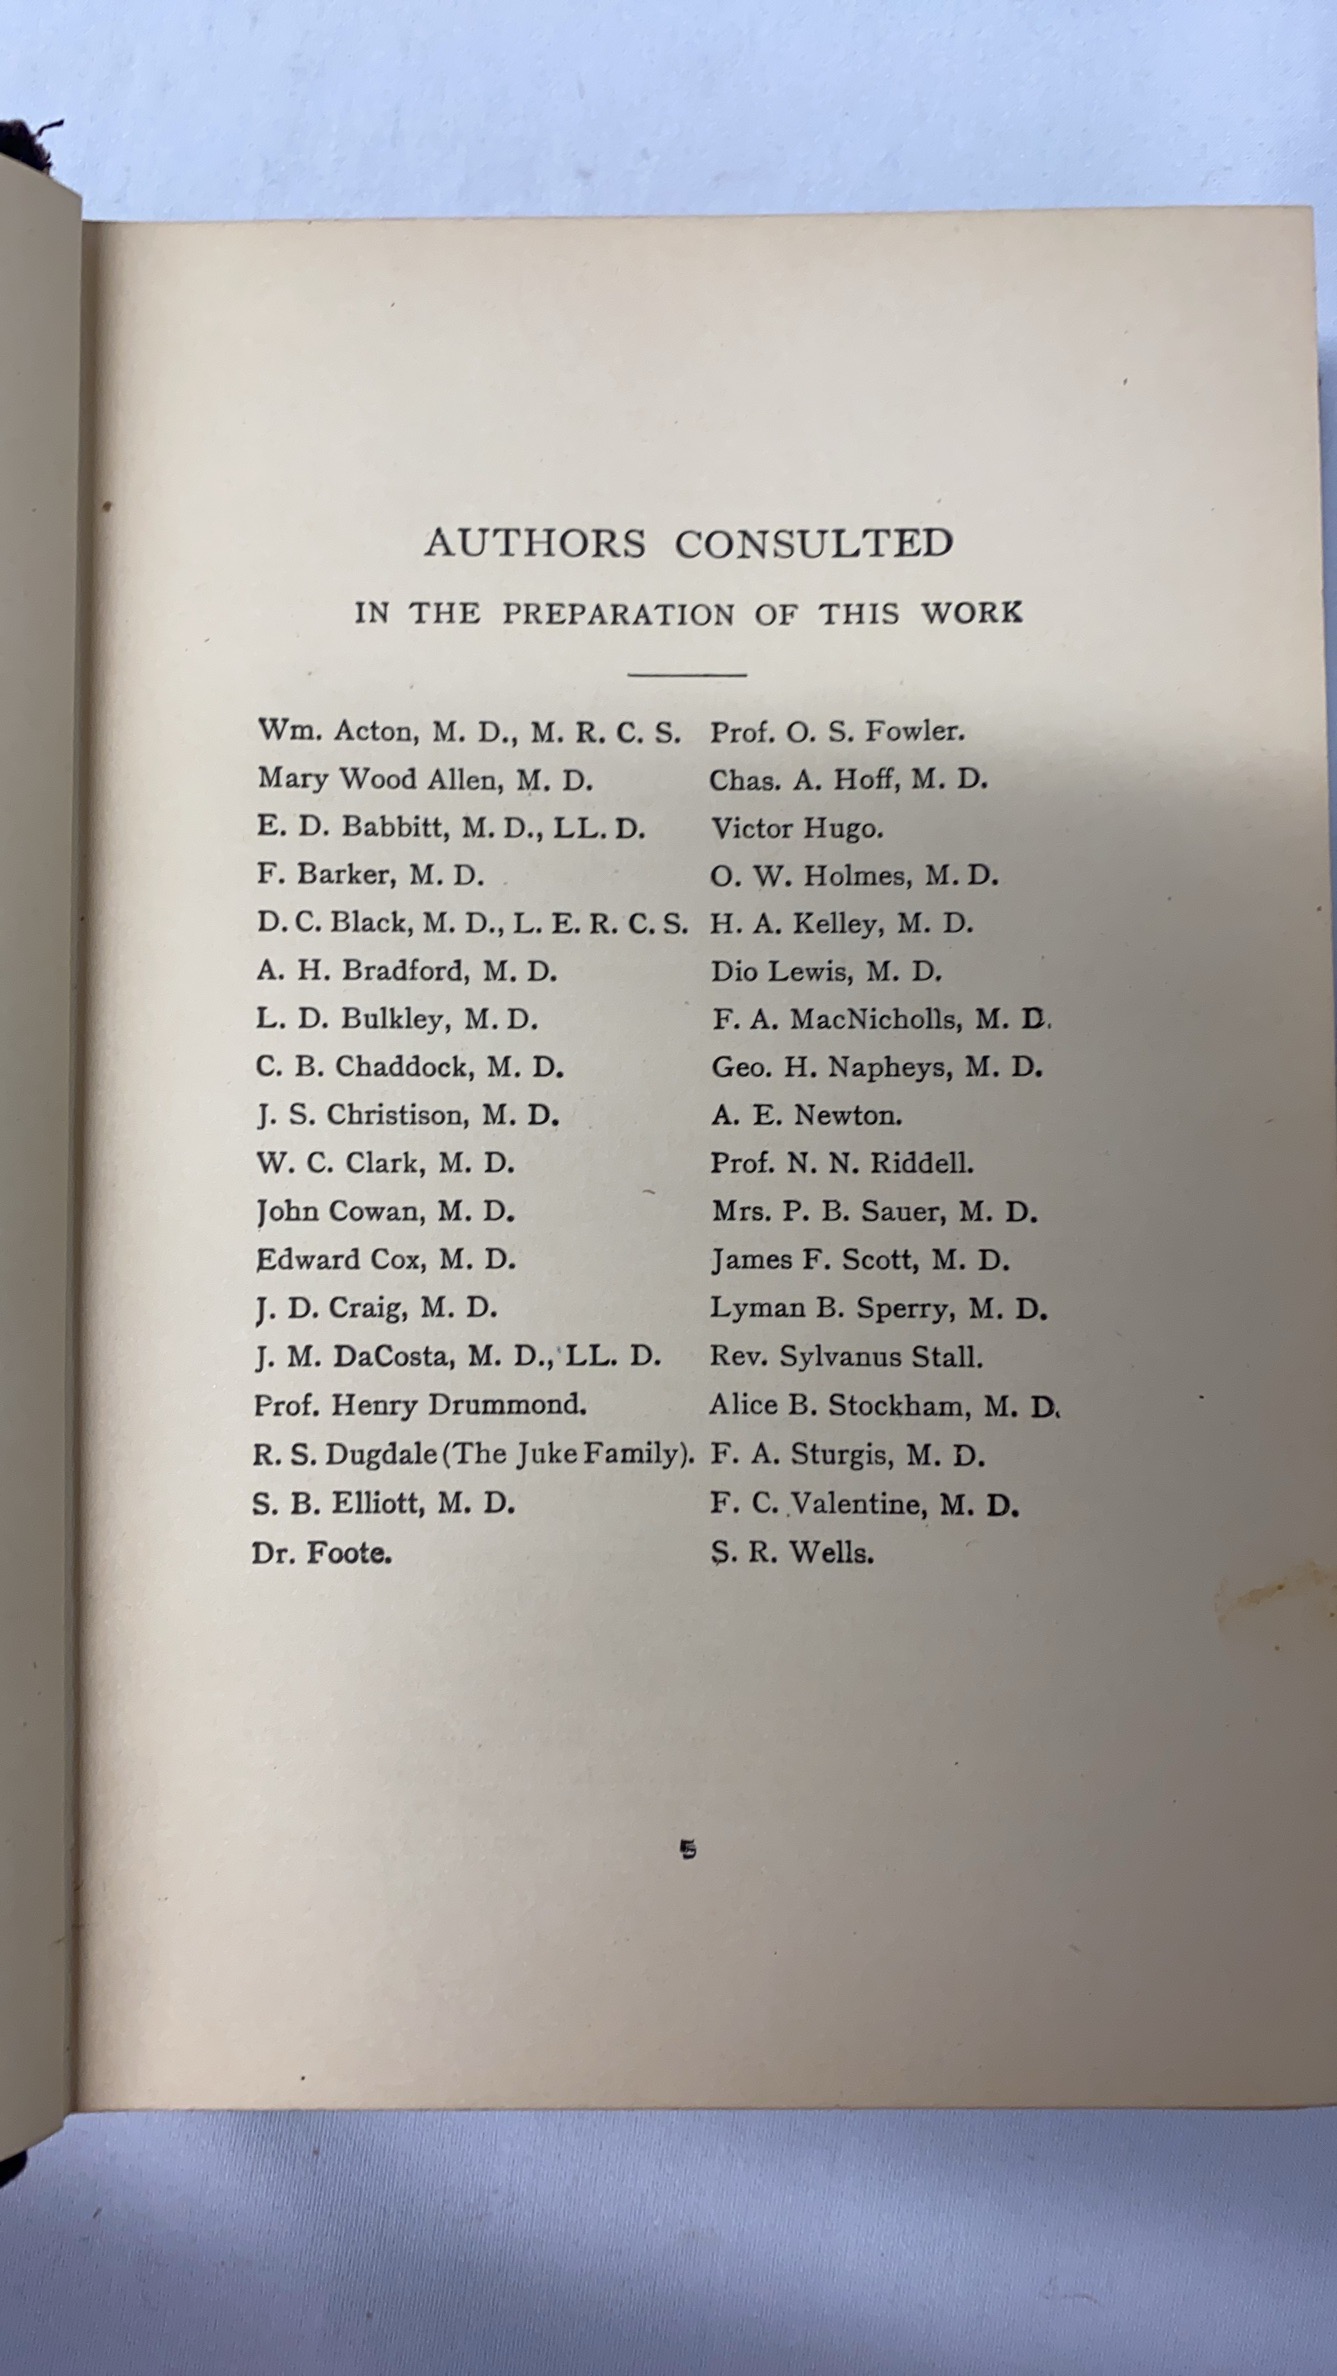 AUTHORS CONSULTED
IN THE PREPARATION OF THIS WORK
Wm. Acton, M. D., M. R. C. S.
Mary Wood Allen, M. D.
E. D. Babbitt, M. D., LL. D.
F. Barker, M. D.
D. C. Black, M. D., L. E. R. C. S.
A. H. Bradford, M. D.
L. D. Bulkley, M. D.
C. B. Chaddock, M. D.
J. S. Christison, M. D.
W. C. Clark, M. D.
John Cowan, M. D.
Edward Cox, M. D.
J. D. Craig, M. D.
J. M. DaCosta, M. D., LL. D.
Prof. Henry Drummond.
R. S. Dugdale (The Juke Family).
S. B. Elliott, M. D.
Dr. Foote.
Prof. O. S. Fowler.
Chas. A. Hoff, M. D.
Victor Hugo.
O. W. Holmes, M. D.
H. A. Kelley, M. D.
Dio Lewis, M. D.
F. A. MacNicholls, M. D.
Geo. H. Napheys, M. D.
A. E. Newton.
Prof. N. N. Riddell.
Mrs. P. B. Sauer, M. D.
James F. Scott, M. D.
Lyman B. Sperry, M. D.
Rev. Sylvanus Stall.
Alice B. Stockham, M. D.
F. A. Sturgis, M. D.
F. C. Valentine, M. D.
S. R. Wells.
5